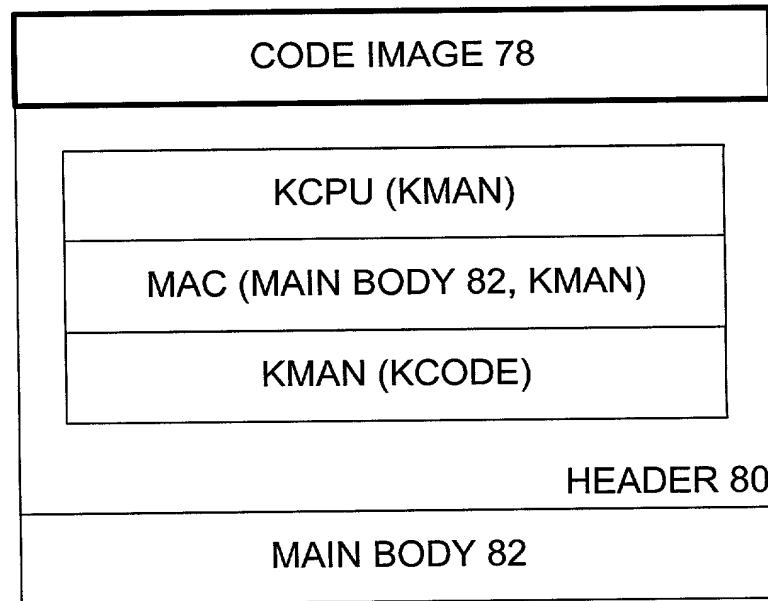 CODE IMAGE 78
KCPU (KMAN)
MAC (MAIN BODY 82, KMAN)
KMAN (KCODE)
HEADER 80
MAIN BODY 82